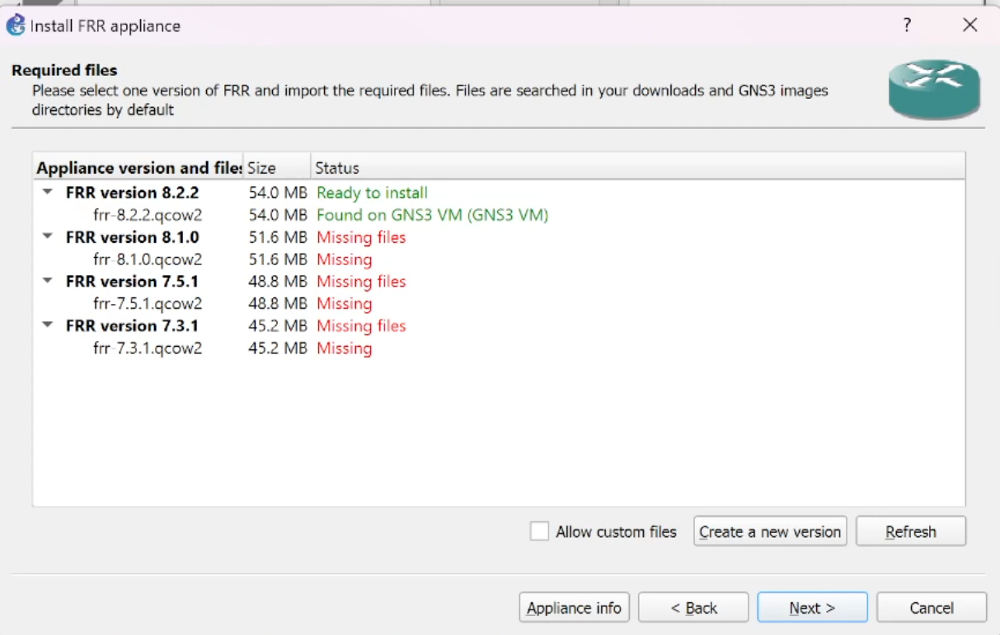 Install FRR appliance
?
Required files
Please select one version of FRR and import the required files. Files are searched in your downloads and GNS3 images
directories by default
Appliance version and files Size Status
FRR version 8.2.2 54.0 MB Ready to install
frr-8.2.2.qcow2 54.0 MB Found on GNS3 VM (GNS3 VM)
FRR version 8.1.0 51.6 MB Missing files
frr-8.1.0.qcow2 51.6 MB Missing
FRR version 7.5.1 48.8 MB Missing files
frr-7.5.1.qcow2 48.8 MB Missing
FRR version 7.3.1 45.2 MB Missing files
frr-7.3.1.qcow2 45.2 MB Missing
Allow custom files Create a new version Refresh
Appliance info < Back Next > Cancel